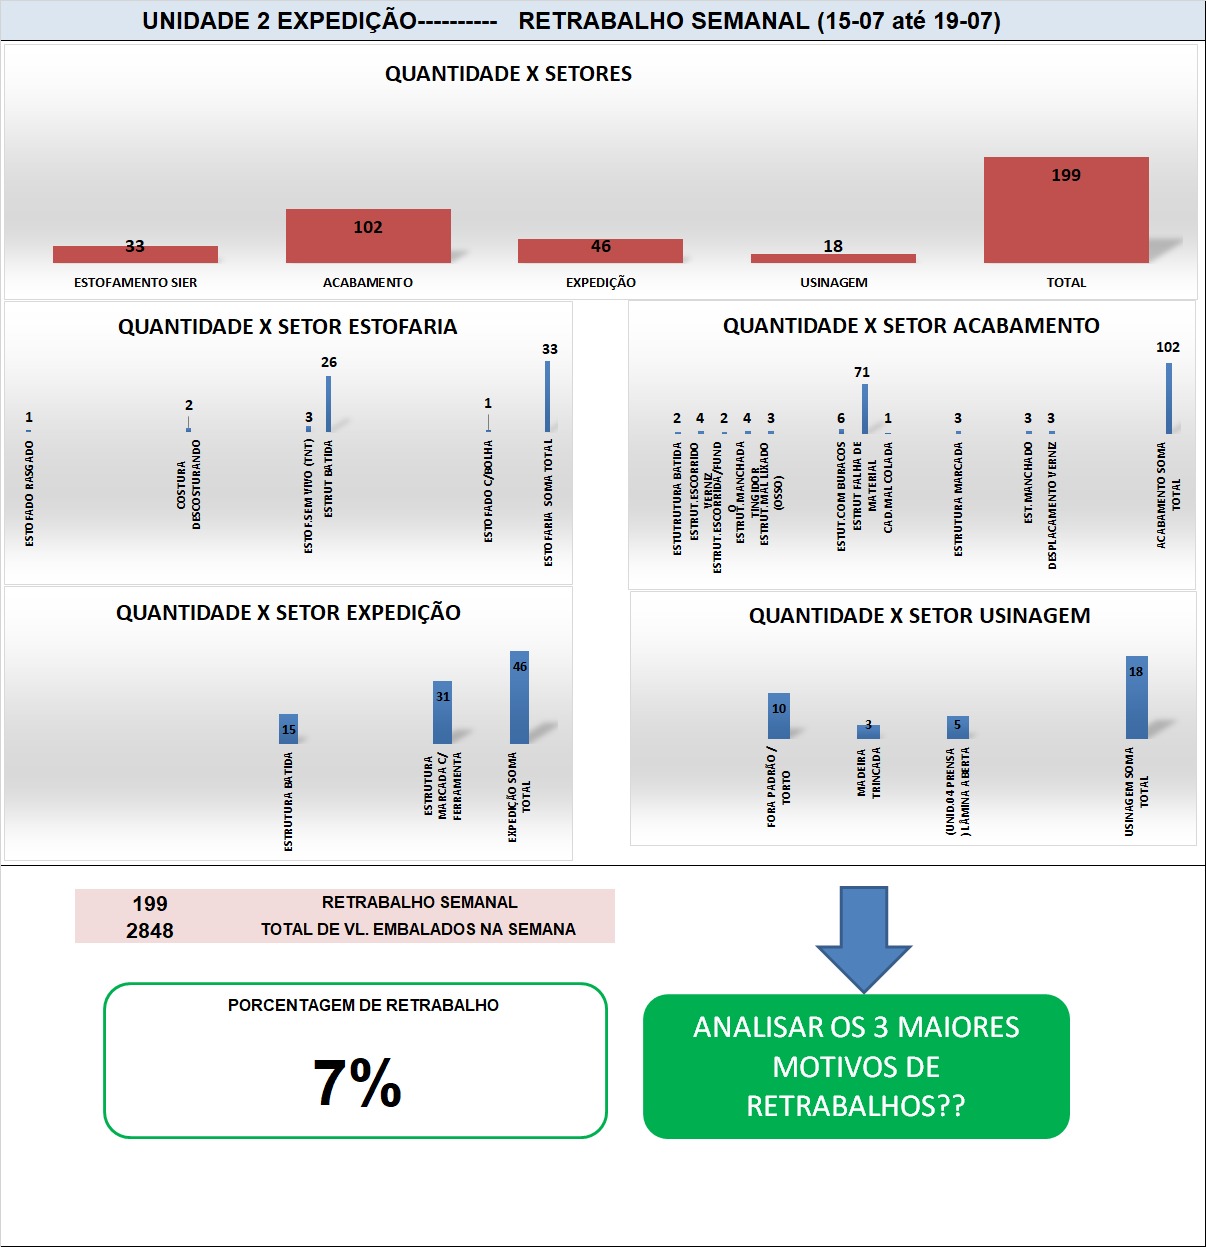 UNIDADE 2 EXPEDIÇÃO---------- RETRABALHO SEMANAL (15-07 até 19-07)
QUANTIDADE X SETORES
33
102
46
18
199
ESTOFAMENTO SIER
ACABAMENTO
EXPEDIÇÃO
USINAGEM
TOTAL
QUANTIDADE X SETOR ESTOFARIA
1
2
3
26
1
33
ESTOFADO RASGADO
COSTURA
DESCOSTURANDO
ESTOF.SEM VIVO (TNT)
ESTRUT BATIDA
ESTOFADO C/BOLHA
ESTOFARIA SOMA TOTAL
QUANTIDADE X SETOR ACABAMENTO
2
4
2
4
3
6
71
1
3
3
3
102
ESTUTRUTURA BATIDA
ESTRUT.ESCORRIDO
VERNIZ
ESTRUT.ESCORRIDA/FUND
O
ESTRUT.MANCHADA
TINGIDOR
ESTRUT.MAL LIXADO
(OSSO)
ESTUT.COM BURACOS
ESTRUT FALHA DE
MATERIAL
CAD.MAL COLADA
ESTRUTURA MARCADA
EST.MANCHADO
DESPLACAMENTO VERNIZ
ACABAMENTO SOMA
TOTAL
QUANTIDADE X SETOR EXPEDIÇÃO
15
31
46
ESTRUTURA BATIDA
ESTRUTURA
MARCADA C/
FERRAMENTA
EXPEDIÇÃO SOMA
TOTAL
QUANTIDADE X SETOR USINAGEM
10
3
5
18
FORA PADRÃO /
TORTO
MADEIRA
TRINCADA
(UNID.04 PRENSA
) LÂMINA ABERTA
USINAGEM SOMA
TOTAL
199 RETRABALHO SEMANAL
2848 TOTAL DE VL. EMBALADOS NA SEMANA
PORCENTAGEM DE RETRABALHO
7%
ANALISAR OS 3 MAIORES
MOTIVOS DE
RETRABALHOS??